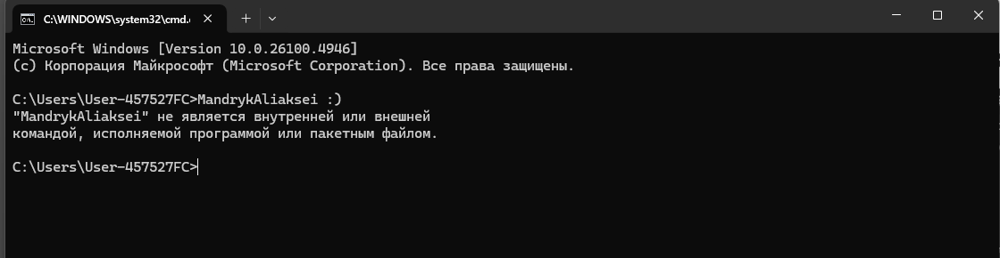 C:\WINDOWS\system32\cmd.
Microsoft Windows [Version 10.0.26100.4946]
(c) Корпорация Майкрософт (Microsoft Corporation). Все права защищены.
C:\Users\User-457527FC>MandrykAliaksei :)
"MandrykAliaksei" не является внутренней или внешней
командой, исполняемой программой или пакетным файлом.
C:\Users\User-457527FC>